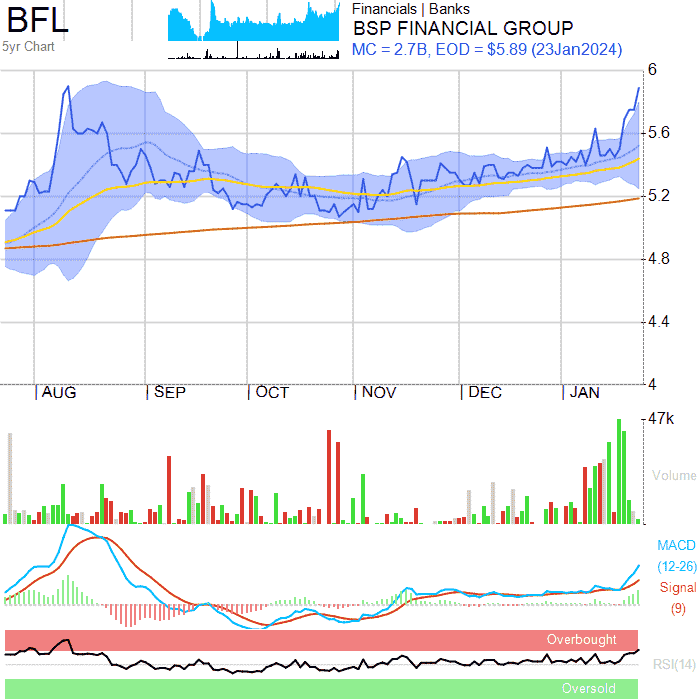 BFL
5yr Chart
Financials | Banks
BSP FINANCIAL GROUP
MC = 2.7B, EOD = $5.89 (23Jan2024)
6
5.6
5.2
4.8
4.4
4
AUG SEP OCT NOV DEC JAN
47k
Volume
MACD
(12-26)
Signal
(9)
Overbought
RSI(14)
Oversold